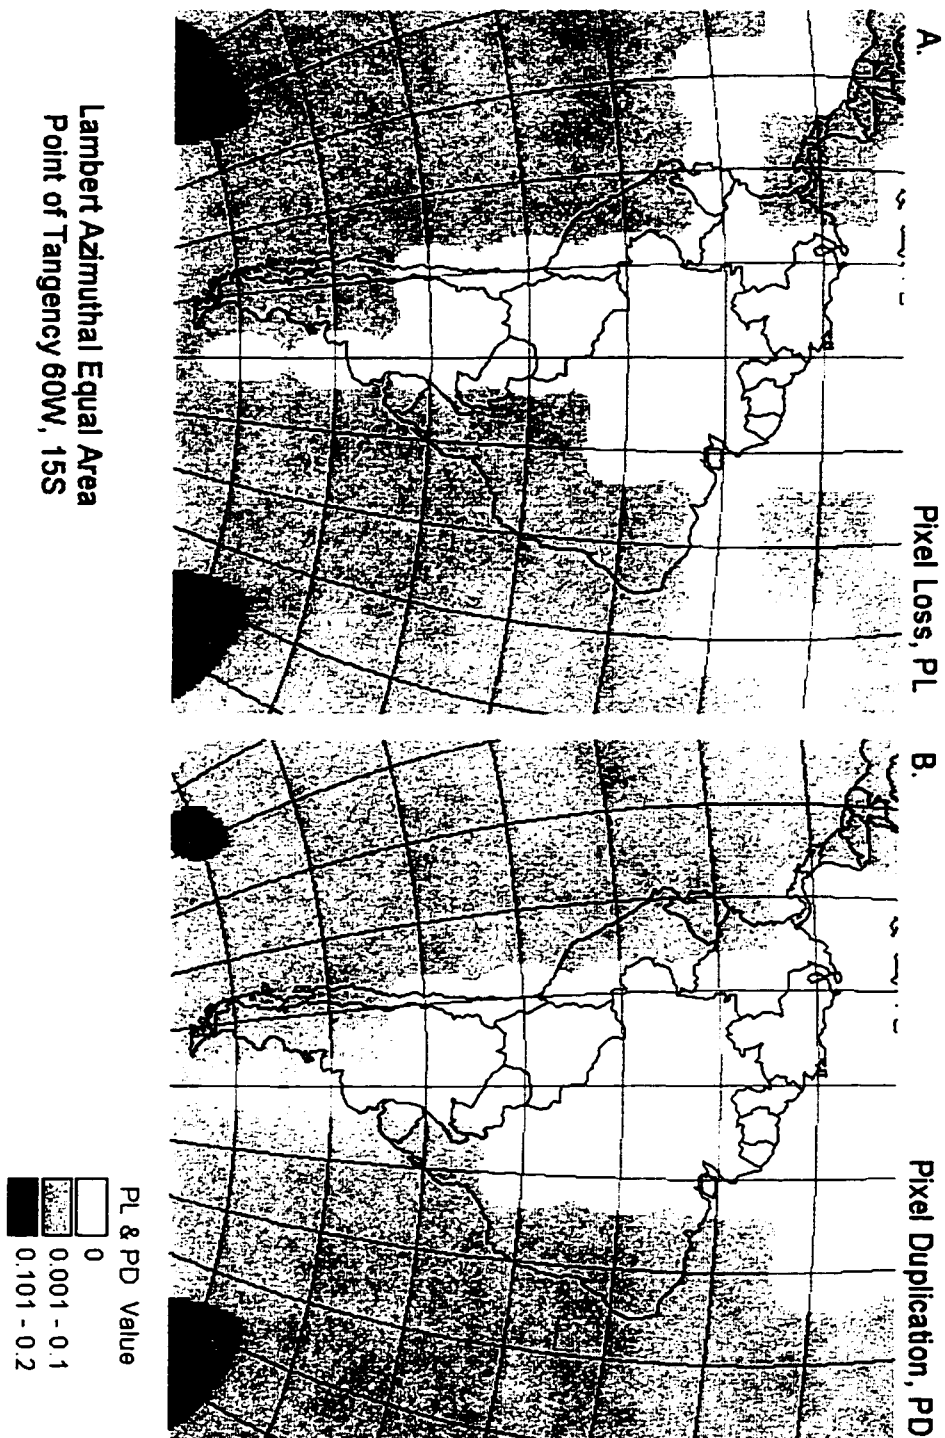 A.
Pixel Loss, PL
B.
Pixel Duplication, PD
Lambert Azimuthal Equal Area
Point of Tangency 60W, 15S
PL & PD Value
0
0.001 - 0.1
0.101 - 0.2